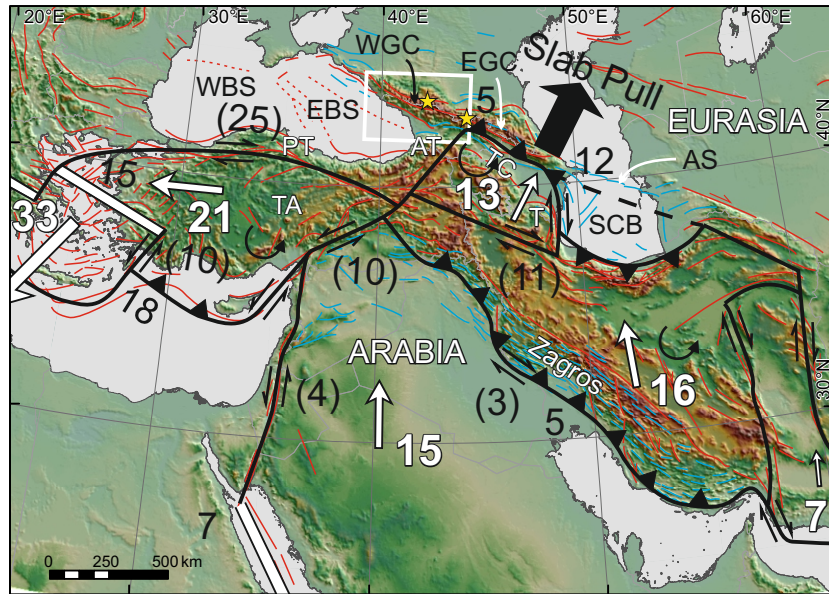 20°E
30°E
40°E
50°E
WGC
EGC
Slab Pull
WBS
EBS
5
EURASIA
40°N
(25)
PT
AT
TC
12
AS
15
33
21
TA
13
T
SCB
(10)
(10)
(11)
18
ARABIA
Zagros
30°N
(4)
(3)
16
15
5
7
7
0 250 500 km